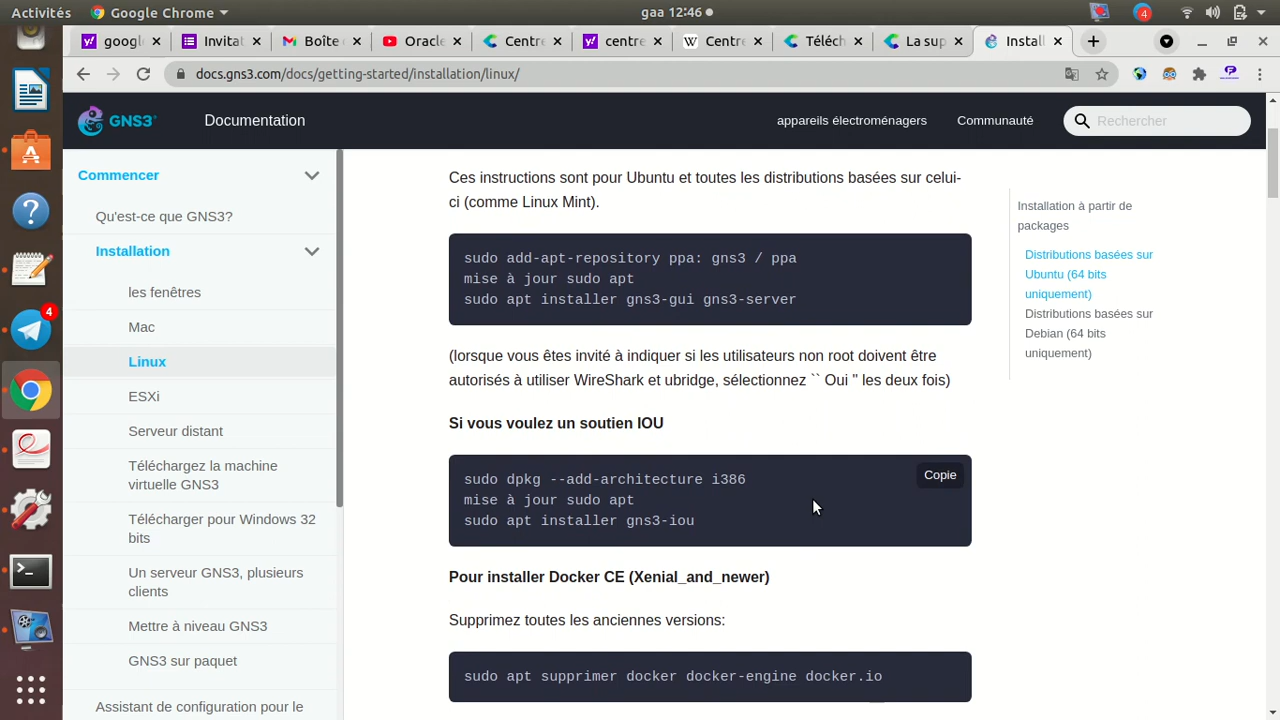 Activités
Google Chrome
gaa 12:46
4
googl
Invitat
Boîte
Oracle
Centre
centre
Centre
Téléch
La sup
Install
docs.gns3.com/docs/getting-started/installation/linux/
GNS3
Documentation
appareils électroménagers
Communauté
Rechercher
Commencer
Qu'est-ce que GNS3?
Installation
les fenêtres
Mac
Linux
ESXi
Serveur distant
Téléchargez la machine
virtuelle GNS3
Télécharger pour Windows 32
bits
Un serveur GNS3, plusieurs
clients
Mettre à niveau GNS3
GNS3 sur paquet
Assistant de configuration pour le
Ces instructions sont pour Ubuntu et toutes les distributions basées sur celui-
ci (comme Linux Mint).
sudo add-apt-repository ppa: gns3 / ppa
mise à jour sudo apt
sudo apt installer gns3-gui gns3-server
(lorsque vous êtes invité à indiquer si les utilisateurs non root doivent être
autorisés à utiliser WireShark et ubridge, sélectionnez `` Oui '' les deux fois)
Si vous voulez un soutien IOU
sudo dpkg --add-architecture i386
mise à jour sudo apt
sudo apt installer gns3-iou
Copie
Pour installer Docker CE (Xenial_and_newer)
Supprimez toutes les anciennes versions:
sudo apt supprimer docker docker-engine docker.io
Installation à partir de
packages
Distributions basées sur
Ubuntu (64 bits
uniquement)
Distributions basées sur
Debian (64 bits
uniquement)
4